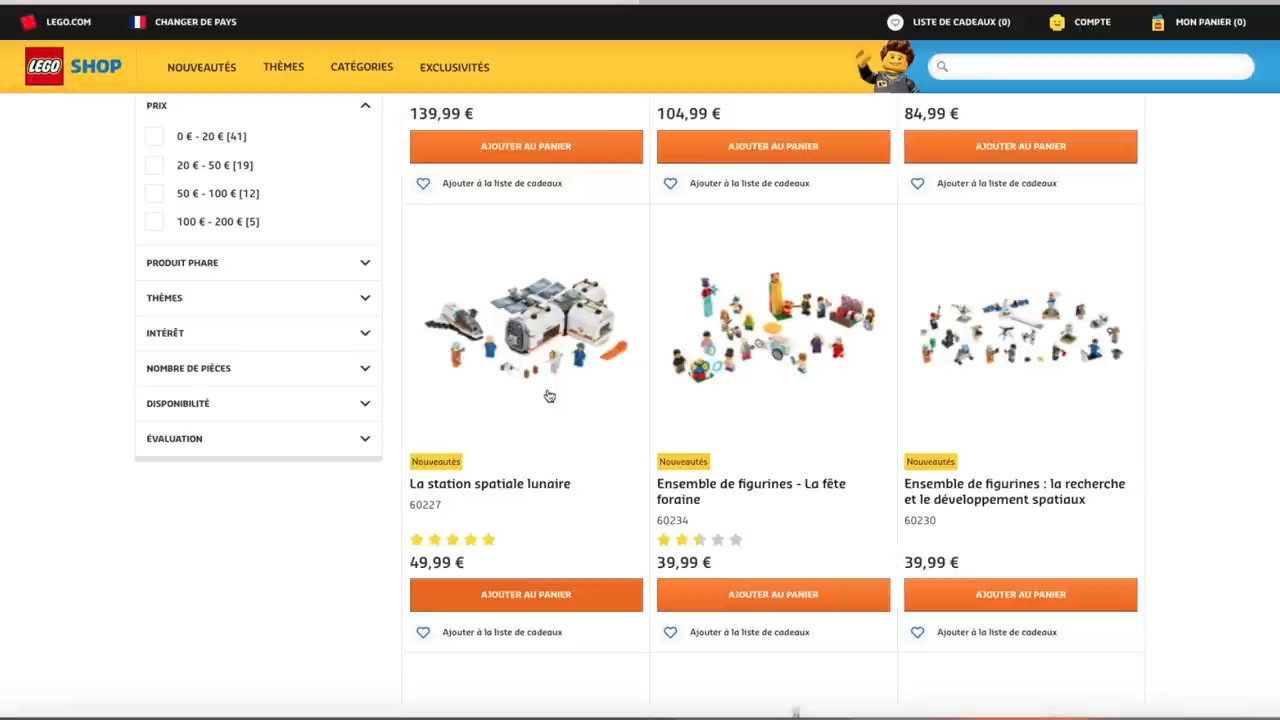 LEGO.COM
CHANGER DE PAYS
LISTE DE CADEAUX (0)
COMPTE
MON PANIER (0)
LEGO SHOP
NOUVEAUTÉS
THÈMES
CATÉGORIES
EXCLUSIVITÉS
PRIX
0 € - 20 € [41]
20 € - 50 € [19]
50 € - 100 € [12]
100 € - 200 € [5]
PRODUIT PHARE
THÈMES
INTÉRÊT
NOMBRE DE PIÈCES
DISPONIBILITÉ
ÉVALUATION
139,99 €
AJOUTER AU PANIER
Ajouter à la liste de cadeaux
104,99 €
AJOUTER AU PANIER
Ajouter à la liste de cadeaux
84,99 €
AJOUTER AU PANIER
Ajouter à la liste de cadeaux
Nouveautés
La station spatiale lunaire
60227
49,99 €
AJOUTER AU PANIER
Ajouter à la liste de cadeaux
Nouveautés
Ensemble de figurines - La fête
foraine
60234
39,99 €
AJOUTER AU PANIER
Ajouter à la liste de cadeaux
Nouveautés
Ensemble de figurines : la recherche
et le développement spatiaux
60230
39,99 €
AJOUTER AU PANIER
Ajouter à la liste de cadeaux